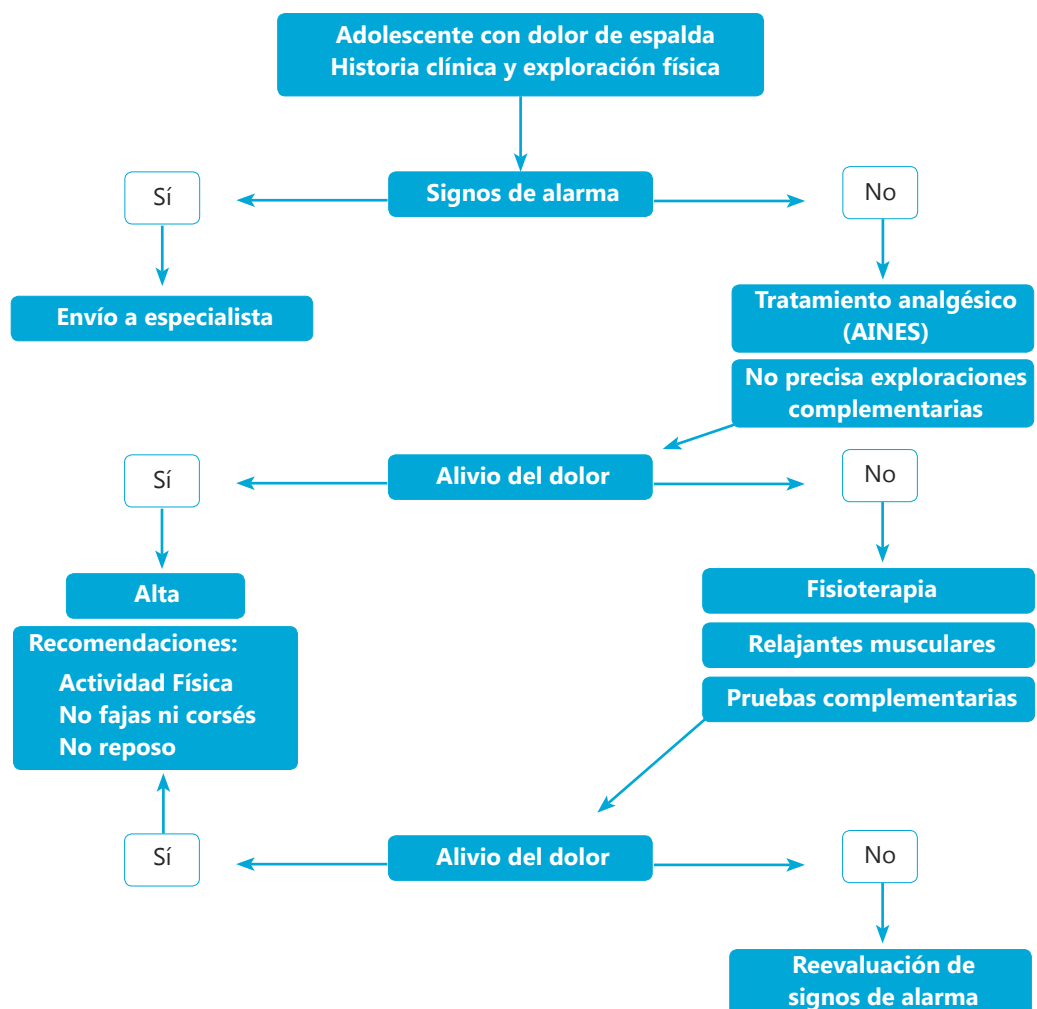 Adolescente con dolor de espalda
Historia clínica y exploración física
Sí
Signos de alarma
No
Envío a especialista
Tratamiento analgésico
(AINES)
No precisa exploraciones
complementarias
Sí
Alivio del dolor
No
Alta
Recomendaciones:
Actividad Física
No fajas ni corsés
No reposo
Fisioterapia
Relajantes musculares
Pruebas complementarias
Sí
Alivio del dolor
No
Reevaluación de
signos de alarma